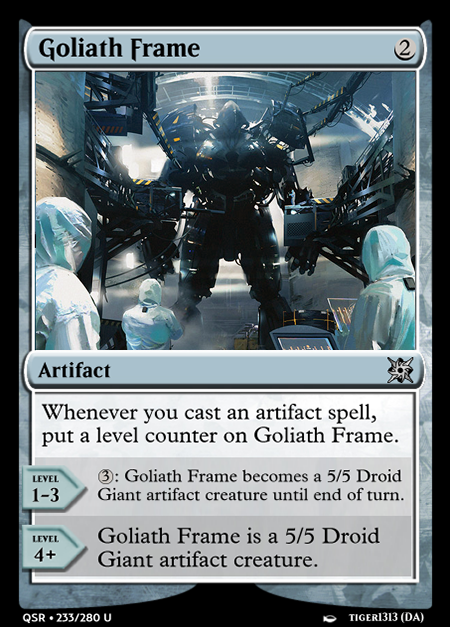 Goliath Frame 2
Artifact
Whenever you cast an artifact spell,
put a level counter on Goliath Frame.
LEVEL
1-3
3: Goliath Frame becomes a 5/5 Droid
Giant artifact creature until end of turn.
LEVEL
4+
Goliath Frame is a 5/5 Droid
Giant artifact creature.
QSR • 233/280 U
TIGER1313 (DA)